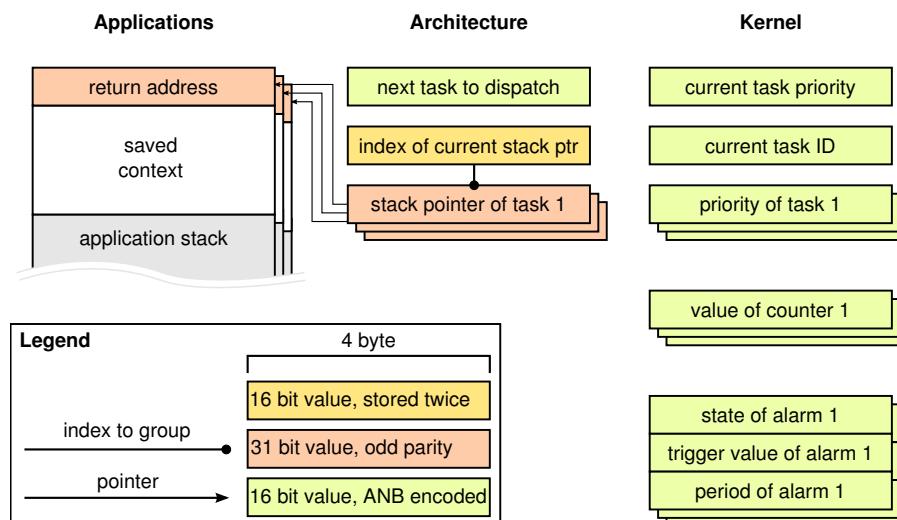 Applications
Architecture
Kernel
return address
next task to dispatch
current task priority
saved
context
index of current stack ptr
current task ID
stack pointer of task 1
priority of task 1
application stack
value of counter 1
Legend
4 byte
16 bit value, stored twice
index to group
31 bit value, odd parity
pointer
16 bit value, ANB encoded
state of alarm 1
trigger value of alarm 1
period of alarm 1